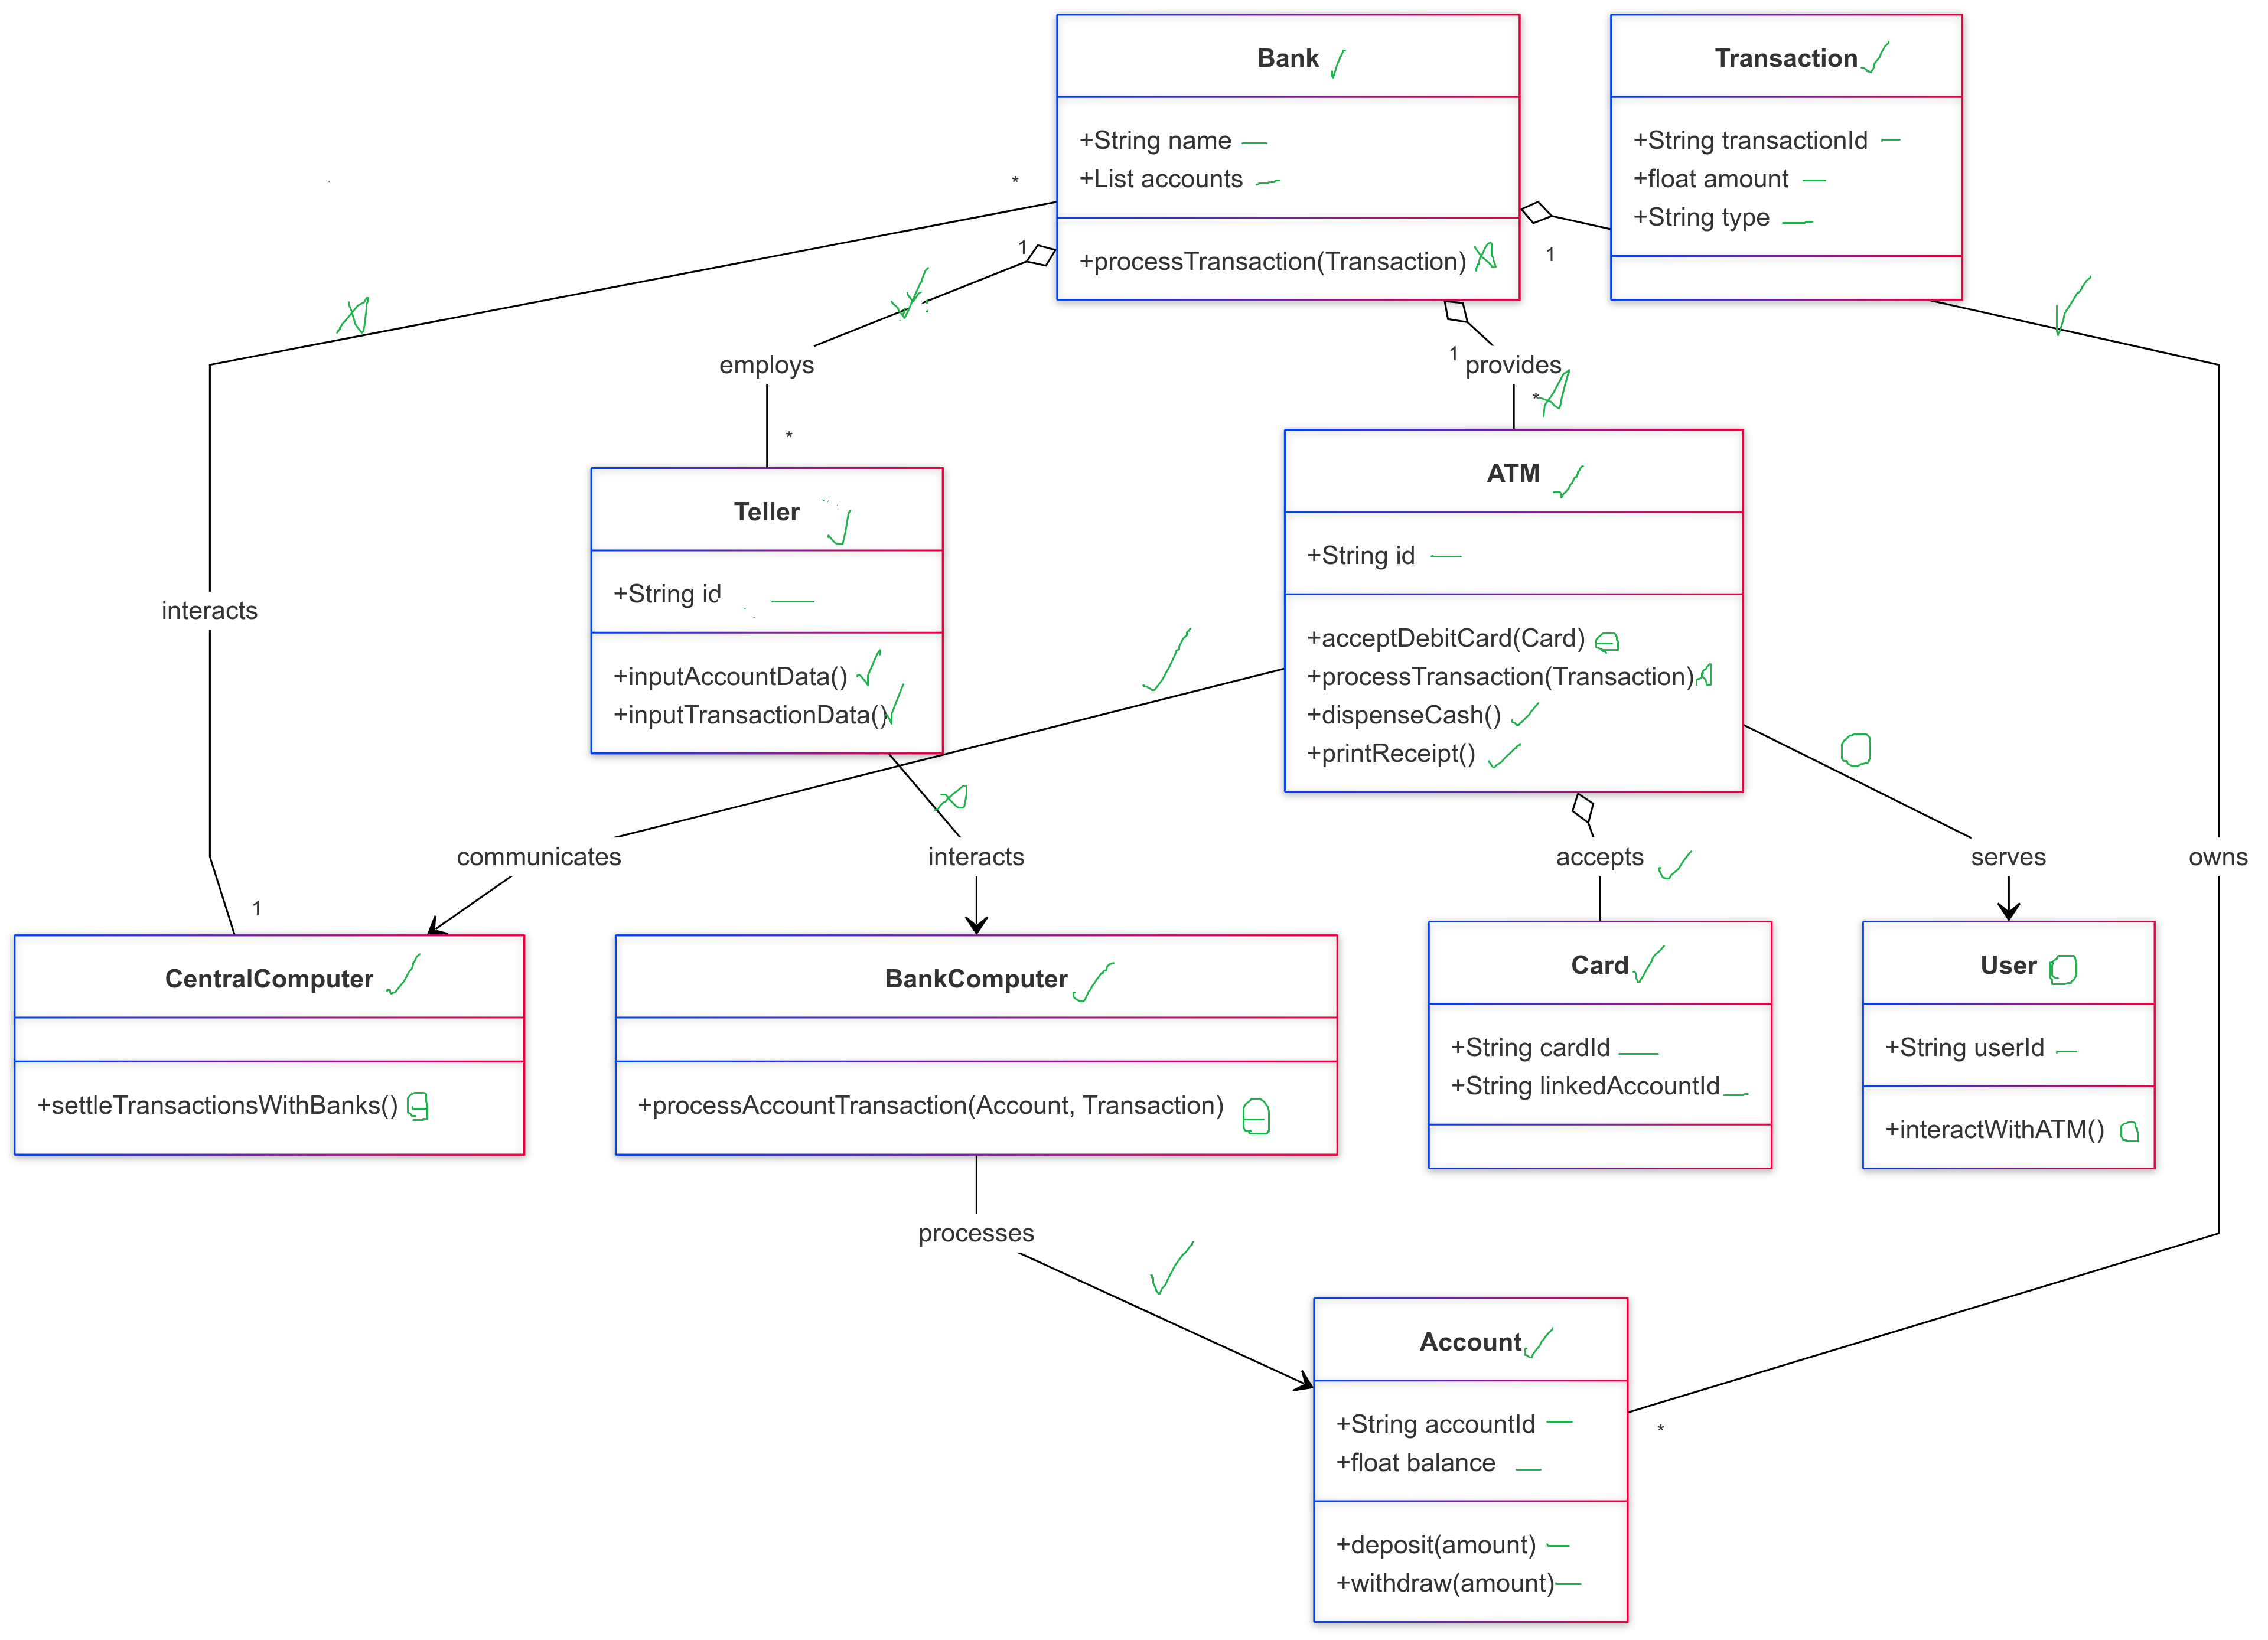 Bank
+String name
+List accounts
+processTransaction(Transaction)
Transaction
+String transactionId
+float amount
+String type
*
1
1
employs
*
1
provides
*
Teller
+String id
+inputAccountData()
+inputTransactionData()
ATM
+String id
+acceptDebitCard(Card)
+processTransaction(Transaction)
+dispenseCash()
+printReceipt()
interacts
communicates
interacts
accepts
serves
owns
1
CentralComputer
+settleTransactionsWithBanks()
BankComputer
+processAccountTransaction(Account, Transaction)
Card
+String cardId
+String linkedAccountId
User
+String userId
+interactWithATM()
processes
Account
+String accountId
+float balance
+deposit(amount)
+withdraw(amount)
*